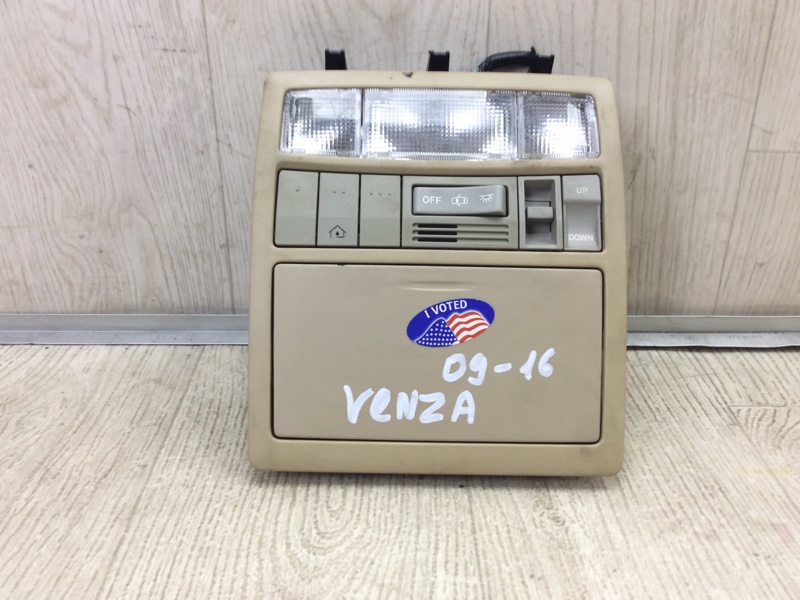 OFF
UP
DOWN
I VOTED
09-16
VENZA